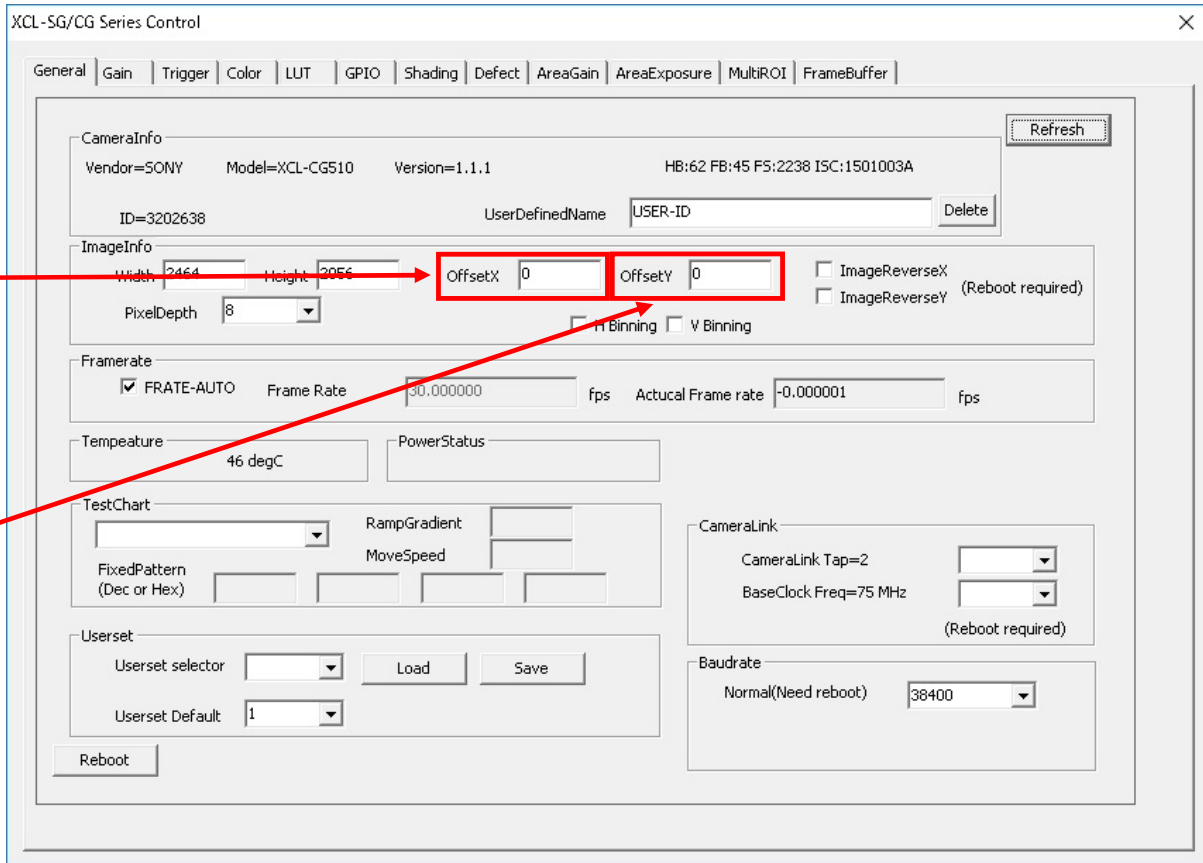 XCL-SG/CG Series Control
General Gain Trigger Color LUT GPIO Shading Defect AreaGain AreaExposure MultiROI FrameBuffer
Refresh
CameraInfo
Vendor=SONY Model=XCL-CG510 Version=1.1.1 HB:62 FB:45 FS:2238 ISC:1501003A
ID=3202638 UserDefinedName USER-ID Delete
ImageInfo
Width 2464 Height 2056 OffsetX 0 OffsetY 0 ImageReverseX
ImageReverseY (Reboot required)
PixelDepth 8
H Binning V Binning
Framerate
FRATE-AUTO Frame Rate 30.000000 fps Actucal Frame rate -0.000001 fps
Tempeature PowerStatus
46 degC
TestChart
RampGradient
MoveSpeed
FixedPattern
(Dec or Hex)
CameraLink
CameraLink Tap=2
BaseClock Freq=75 MHz
(Reboot required)
Userset
Userset selector Load Save
Userset Default 1
Baudrate
Normal(Need reboot) 38400
Reboot